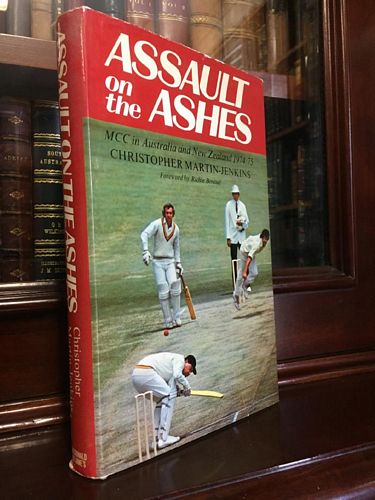 ASSAULT
on
the ASHES
MCC in Australia and New Zealand 1974-75
CHRISTOPHER MARTIN-JENKINS
Foreword by Richie Benaud
ASSAULT ON THE ASHES
Christopher
Martin-Jenkins